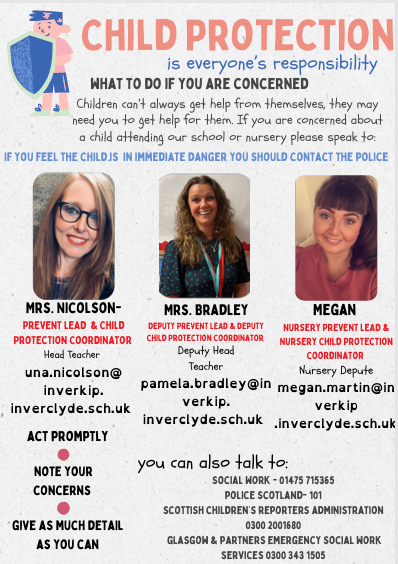 CHILD PROTECTION
is everyone's responsibility
WHAT TO DO IF YOU ARE CONCERNED
Children can't always get help from themselves, they may
need you to get help for them. If you are concerned about
a child attending our school or nursery please speak to:
IF YOU FEEL THE CHILD.IS IN IMMEDIATE DANGER YOU SHOULD CONTACT THE POLICE
MRS. NICOLSON-
PREVENT LEAD & CHILD
PROTECTION COORDINATOR
Head Teacher
una.nicolson@
inverkip.
inverclyde.sch.uk
MRS. BRADLEY
DEPUTY PREVENT LEAD & DEPUTY
CHILD PROTECTION COORDINATOR
Deputy Head
Teacher
pamela.bradley@in
verkip.
inverclyde.sch.uk
MEGAN
NURSERY PREVENT LEAD &
NURSERY CHILD PROTECTION
COORDINATOR
Nursery Depute
megan.martin@in
verkip
.inverclyde.sch.uk
ACT PROMPTLY
NOTE YOUR
CONCERNS
GIVE AS MUCH DETAIL
AS YOU CAN
you can also talk to:
SOCIAL WORK - 01475 715365
POLICE SCOTLAND- 101
SCOTTISH CHILDREN'S REPORTERS ADMINISTRATION
0300 2001680
GLASGOW & PARTNERS EMERGENCY SOCIAL WORK
SERVICES 0300 343 1505